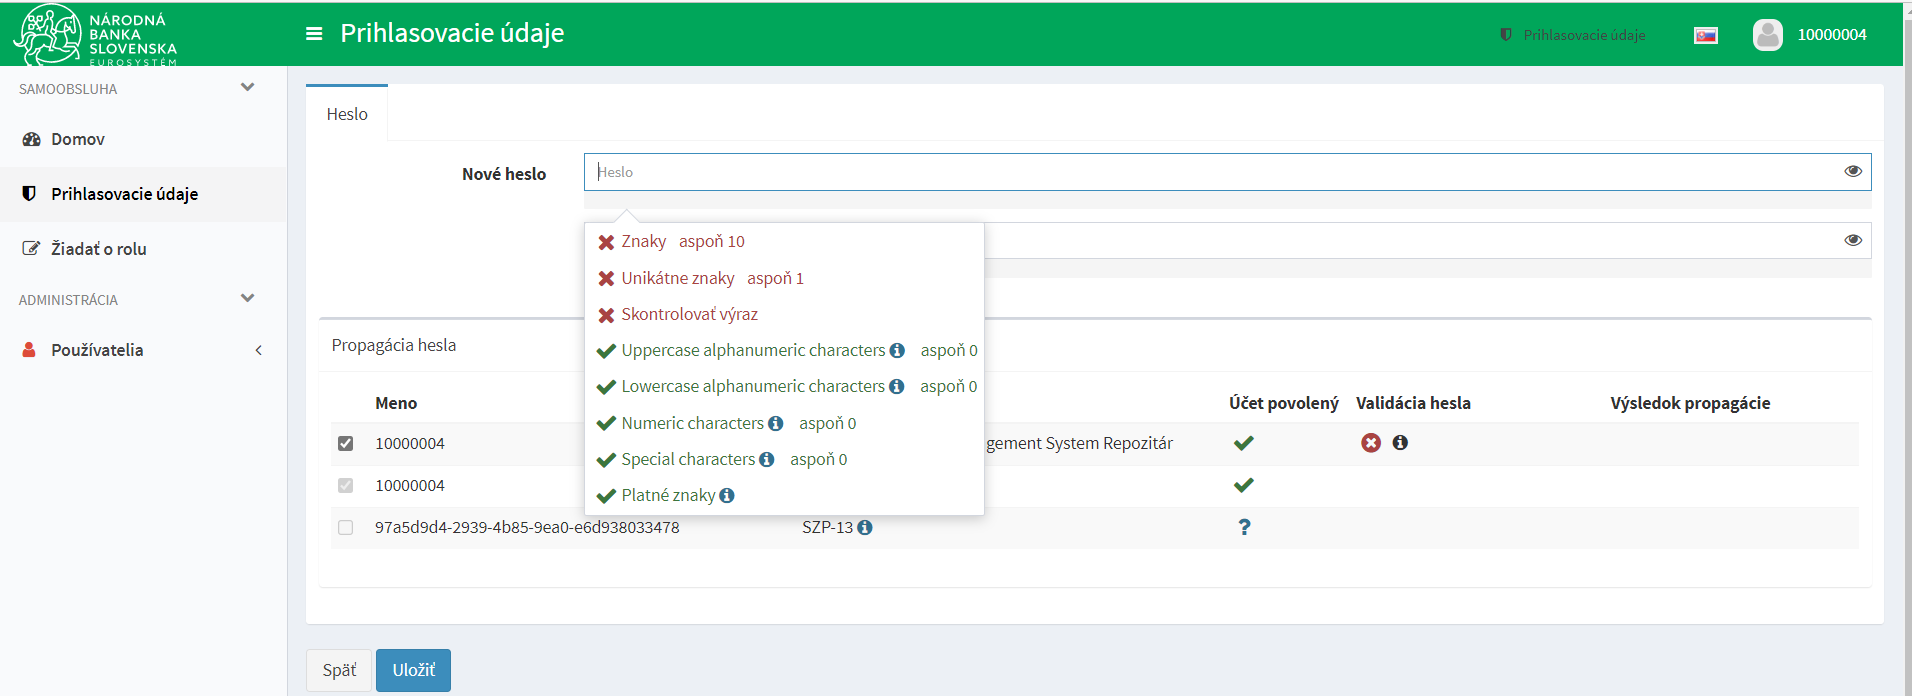 NÁRODNÁ
BANKA
SLOVENSKA
EUROSYSTÉM
Prihlasovacie údaje
Prihlasovacie údaje
10000004
SAMOOBSLUHA
Domov
Prihlasovacie údaje
Žiadať o rolu
ADMINISTRÁCIA
Používatelia
Heslo
Nové heslo
Heslo
Znaky aspoň 10
Unikátne znaky aspoň 1
Skontrolovať výraz
Uppercase alphanumeric characters aspoň 0
Lowercase alphanumeric characters aspoň 0
Numeric characters aspoň 0
Special characters aspoň 0
Platné znaky
Propagácia hesla
Meno Účet povolený Validácia hesla Výsledok propagácie
10000004 gement System Repozitár
10000004
97a5d9d4-2939-4b85-9ea0-e6d938033478 SZP-13 ?
Späť Uložiť